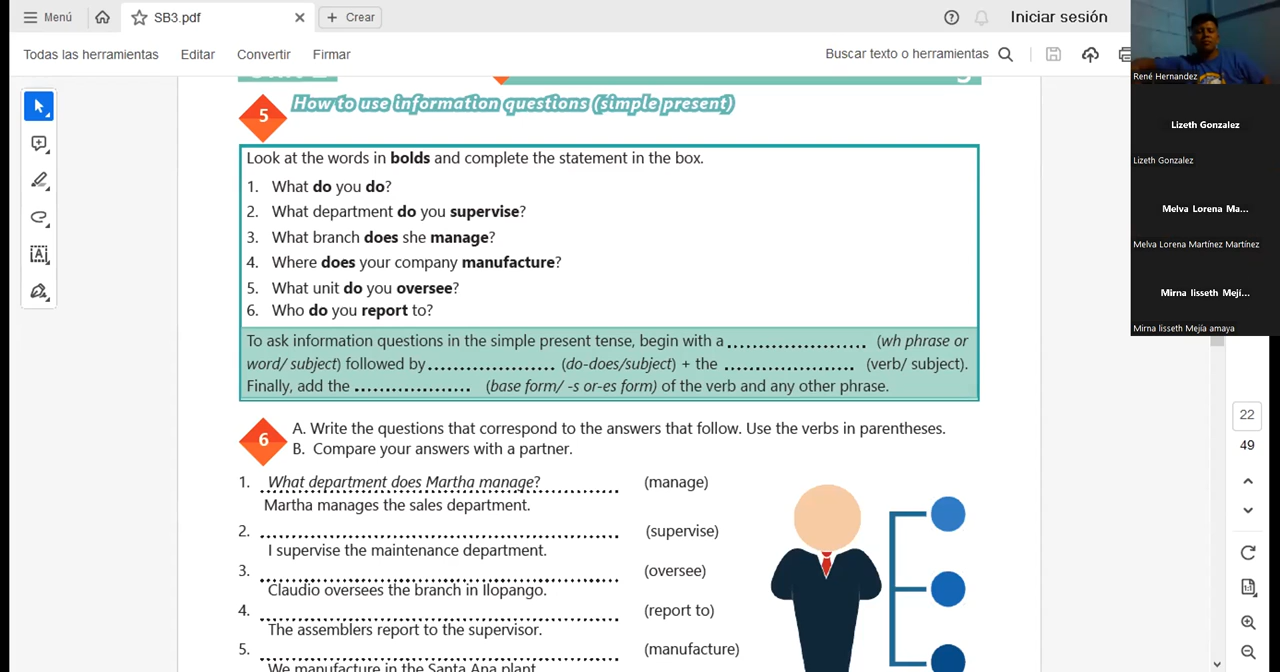 Menú
SB3.pdf
Crear
Iniciar sesión
Todas las herramientas
Editar
Convertir
Firmar
Buscar texto o herramientas
5
How to use information questions (simple present)
Look at the words in bolds and complete the statement in the box.
1. What do you do?
2. What department do you supervise?
3. What branch does she manage?
4. Where does your company manufacture?
5. What unit do you oversee?
6. Who do you report to?
To ask information questions in the simple present tense, begin with a ...................... (wh phrase or
word/ subject) followed by.................... (do-does/subject) + the ..................... (verb/ subject).
Finally, add the ................... (base form/ -s or-es form) of the verb and any other phrase.
6
A. Write the questions that correspond to the answers that follow. Use the verbs in parentheses.
B. Compare your answers with a partner.
1. What department does Martha manage? (manage)
Martha manages the sales department.
2. (supervise)
I supervise the maintenance department.
3. (oversee)
Claudio oversees the branch in Ilopango.
4. (report to)
The assemblers report to the supervisor.
5. (manufacture)
We manufacture in the Santa Ana plant.
22
49
René Hernandez
Lizeth Gonzalez
Lizeth Gonzalez
Melva Lorena Ma...
Melva Lorena Martínez Martínez
Mirna lisseth Mejí...
Mirna lisseth Mejía amaya